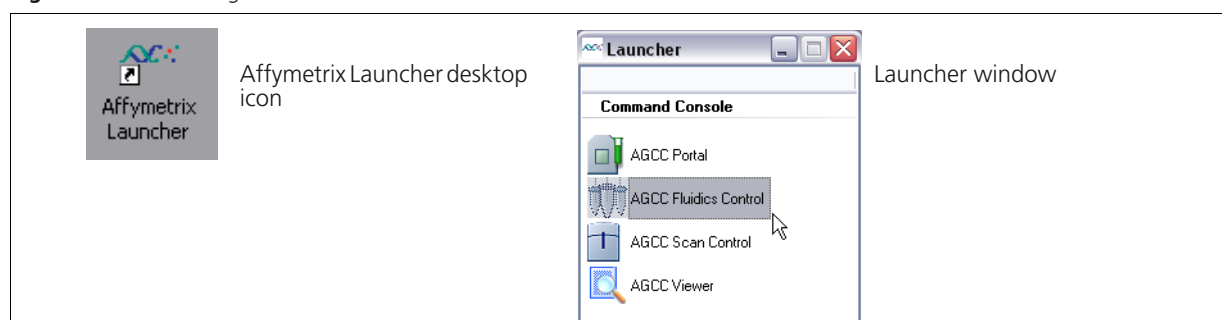 Affymetrix
Launcher
Affymetrix Launcher desktop
icon
Launcher
Command Console
AGCC Portal
AGCC Fluidics Control
AGCC Scan Control
AGCC Viewer
Launcher window